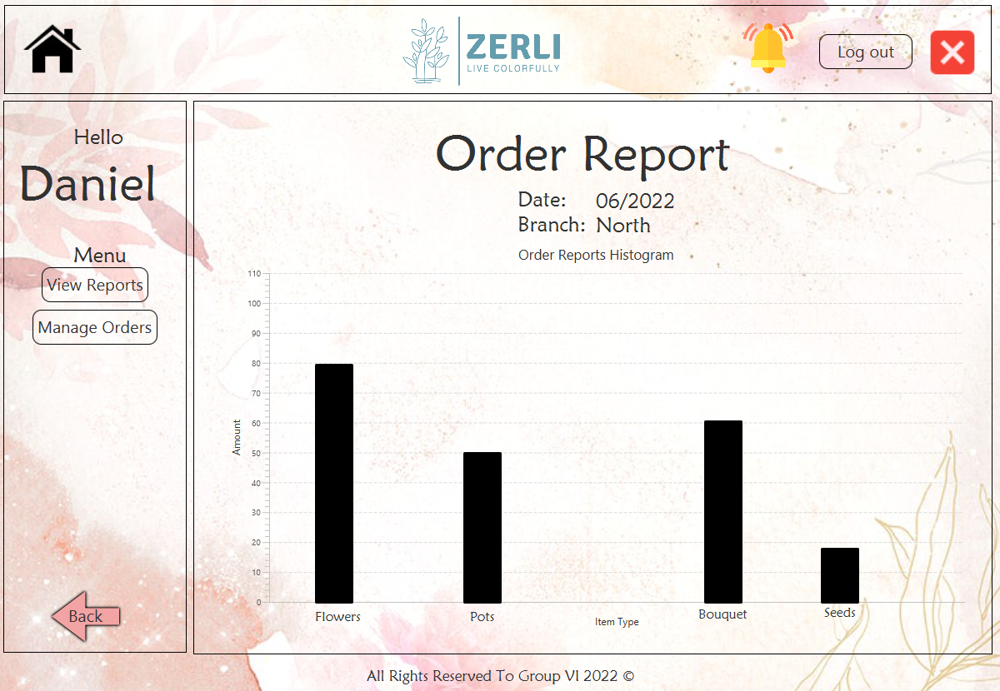 ZERLI
LIVE COLORFULLY
Log out
Hello
Daniel
Menu
View Reports
Manage Orders
Back
Order Report
Date: 06/2022
Branch: North
Order Reports Histogram
110
100
90
80
70
60
50
40
30
20
10
0
Amount
Flowers
Pots
Bouquet
Seeds
Item Type
All Rights Reserved To Group VI 2022 ©